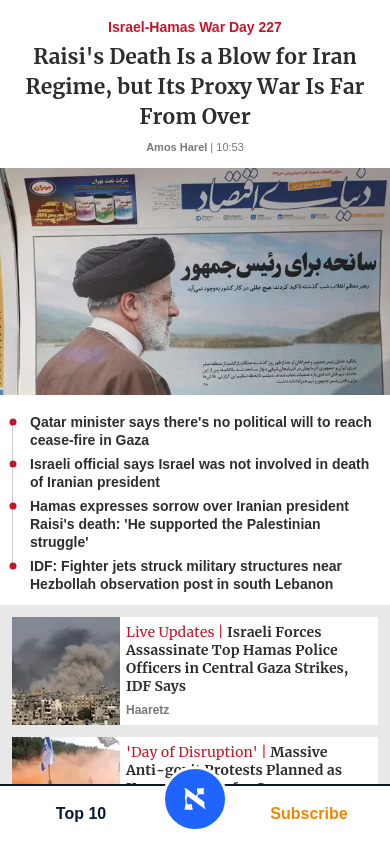 Israel-Hamas War Day 227
Raisi's Death Is a Blow for Iran
Regime, but Its Proxy War Is Far
From Over
Amos Harel | 10:53
دنیای اقتصاد
سانحه برای رئیس‌جمهور
Qatar minister says there's no political will to reach
cease-fire in Gaza
Israeli official says Israel was not involved in death
of Iranian president
Hamas expresses sorrow over Iranian president
Raisi's death: 'He supported the Palestinian
struggle'
IDF: Fighter jets struck military structures near
Hezbollah observation post in south Lebanon
Live Updates | Israeli Forces
Assassinate Top Hamas Police
Officers in Central Gaza Strikes,
IDF Says
Haaretz
'Day of Disruption' | Massive
Protests Planned as
Top 10
Subscribe